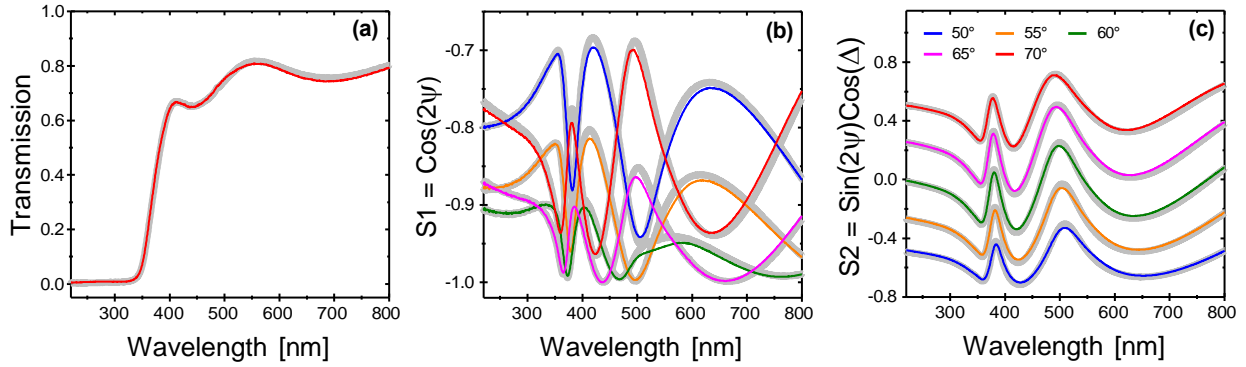 (a)
Transmission
1.0
0.8
0.6
0.4
0.2
0.0
300 400 500 600 700 800
Wavelength [nm]
(b)
S1 = Cos(2ψ)
-0.7
-0.8
-0.9
-1.0
300 400 500 600 700 800
Wavelength [nm]
(c)
S2 = Sin(2ψ)Cos(Δ)
50° 55° 60°
65° 70°
0.8
0.4
0.0
-0.4
-0.8
300 400 500 600 700 800
Wavelength [nm]